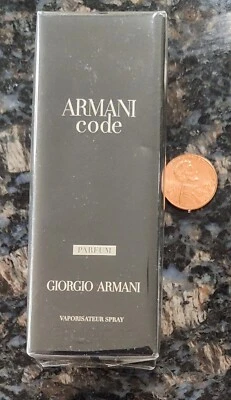 ARMANI
code
PARFUM
GIORGIO ARMANI
VAPORISATEUR SPRAY